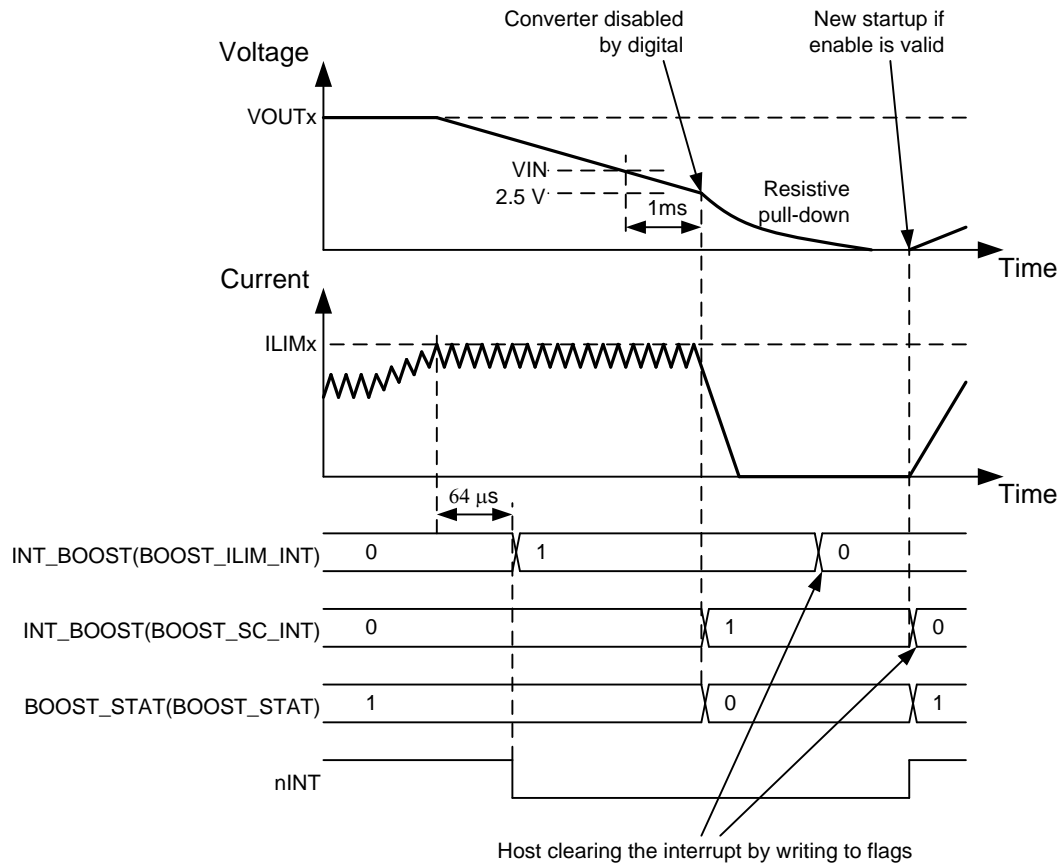 Converter disabled
by digital
New startup if
enable is valid
Voltage
VOUTx
VIN
2.5 V
1ms
Resistive
pull-down
Time
Current
ILIMx
Time
64 µs
INT_BOOST(BOOST_ILIM_INT)
0
1
0
INT_BOOST(BOOST_SC_INT)
0
1
0
BOOST_STAT(BOOST_STAT)
1
0
1
nINT
Host clearing the interrupt by writing to flags